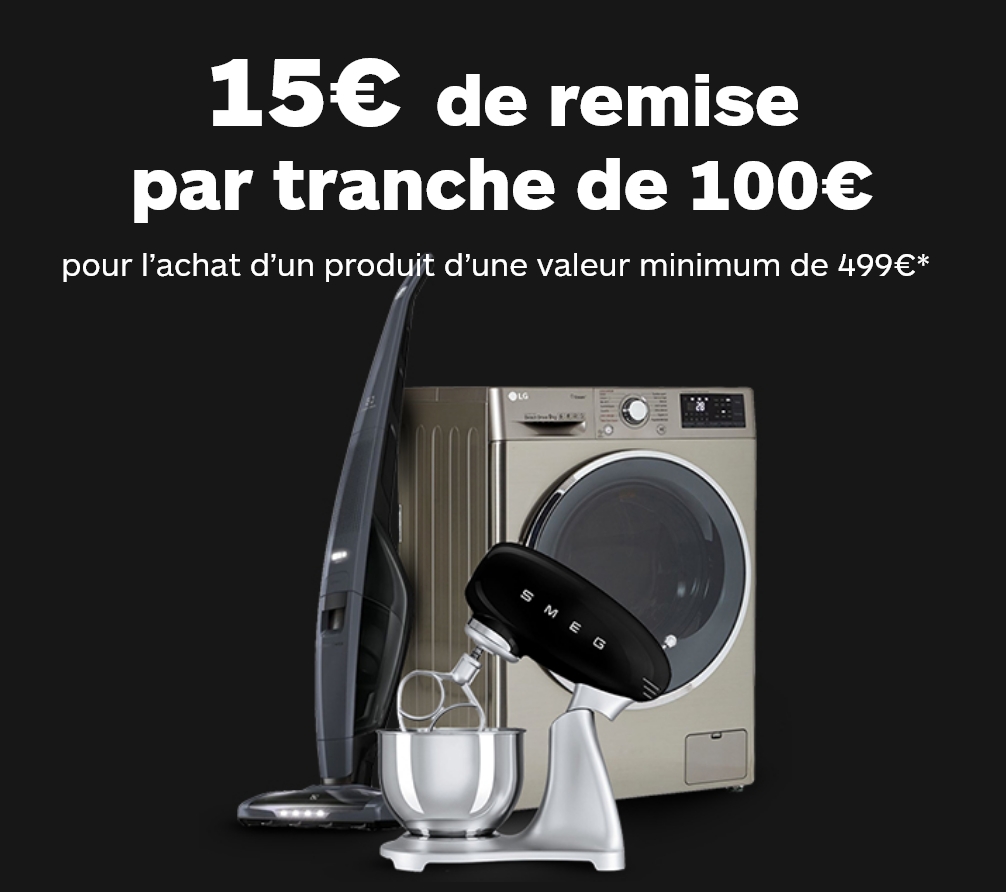 15€ de remise
par tranche de 100€
pour l’achat d’un produit d’une valeur minimum de 499€*
LG
SMEG